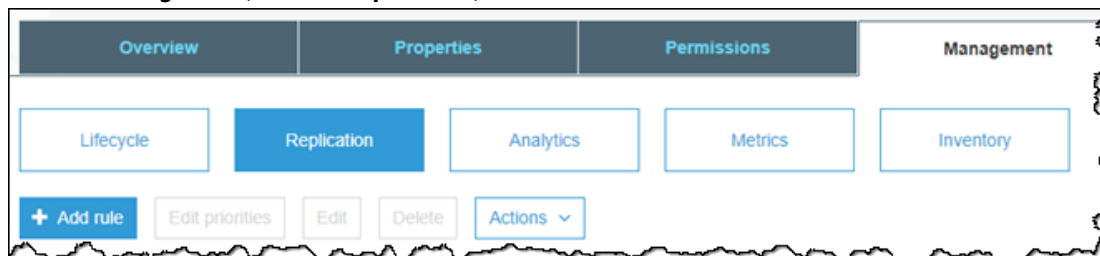 Overview Properties Permissions Management
Lifecycle Replication Analytics Metrics Inventory
+ Add rule Edit priorities Edit Delete Actions